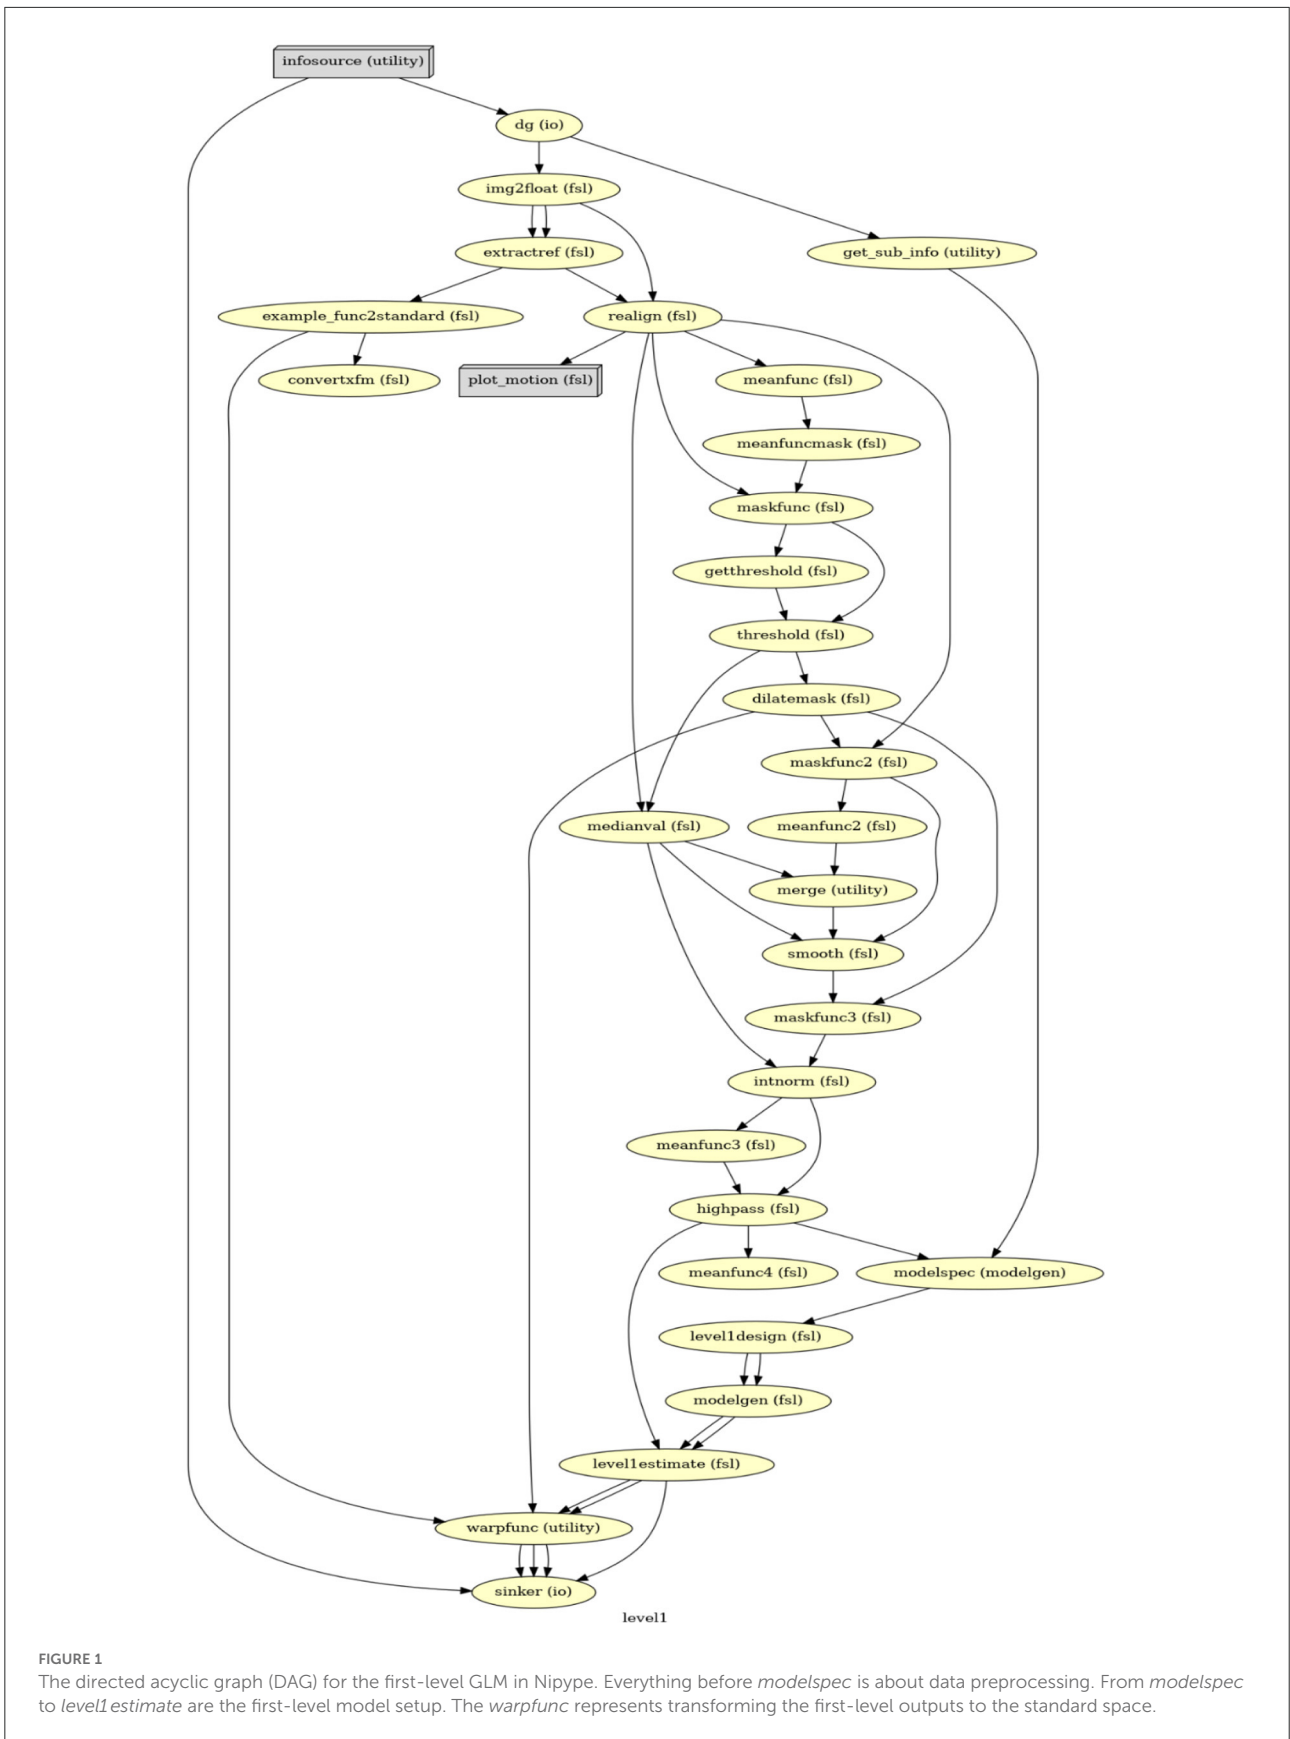 infosource (utility)
dg (io)
img2float (fsl)
extractref (fsl)
get_sub_info (utility)
example_func2standard (fsl)
realign (fsl)
convertxfm (fsl)
plot_motion (fsl)
meanfunc (fsl)
meanfuncmask (fsl)
maskfunc (fsl)
getthreshold (fsl)
threshold (fsl)
dilatemask (fsl)
maskfunc2 (fsl)
medianval (fsl)
meanfunc2 (fsl)
merge (utility)
smooth (fsl)
maskfunc3 (fsl)
intnorm (fsl)
meanfunc3 (fsl)
highpass (fsl)
meanfunc4 (fsl)
modelspec (modelgen)
level1design (fsl)
modelgen (fsl)
level1estimate (fsl)
warpfunc (utility)
sinker (io)
level1
FIGURE 1
The directed acyclic graph (DAG) for the first-level GLM in Nipype. Everything before modelspec is about data preprocessing. From modelspec
to level1estimate are the first-level model setup. The warpfunc represents transforming the first-level outputs to the standard space.